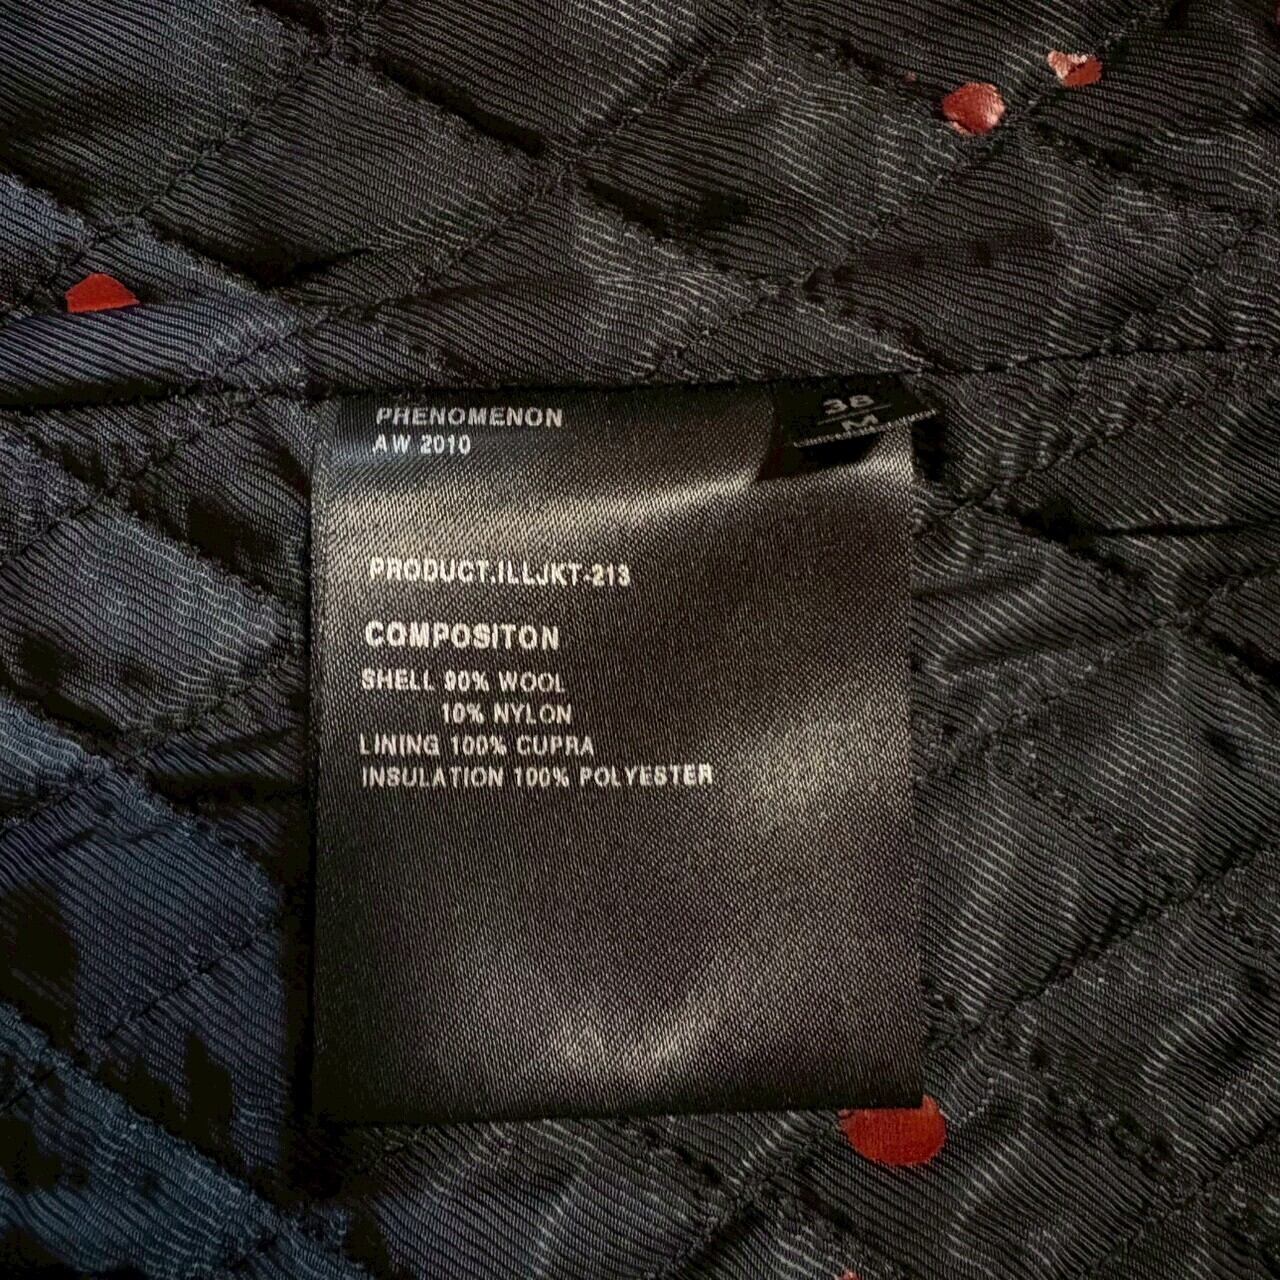 PHENOMENON
AW 2010
38
M
PRODUCT.ILLJKT-213
COMPOSITON
SHELL 90% WOOL
10% NYLON
LINING 100% CUPRA
INSULATION 100% POLYESTER